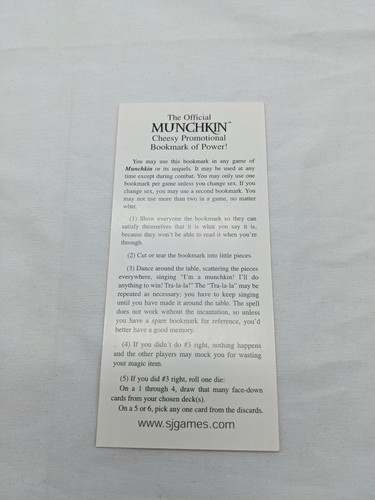 The Official
MUNCHKIN™
Cheesy Promotional
Bookmark of Power!
You may use this bookmark in any game of
Munchkin or its sequels. It may be used at any
time except during combat. You may only use one
bookmark per game unless you change sex. If you
change sex, you may use a second bookmark. You
may not use more than two in a game, no matter
what.
(1) Show everyone the bookmark so they can
satisfy themselves that it is what you say it is,
because they won't be able to read it when you're
through.
(2) Cut or tear the bookmark into little pieces.
(3) Dance around the table, scattering the pieces
everywhere, singing "I'm a munchkin! I'll do
anything to win! Tra-la-la!" The "Tra-la-la" may be
repeated as necessary; you have to keep singing
until you have made it around the table. The spell
does not work without the incantation, so unless
you have a spare bookmark for reference, you'd
better have a good memory.
(4) If you didn't do #3 right, nothing happens
and the other players may mock you for wasting
your magic item.
(5) If you did #3 right, roll one die:
On a 1 through 4, draw that many face-down
cards from your chosen deck(s).
On a 5 or 6, pick any one card from the discards.
www.sjgames.com